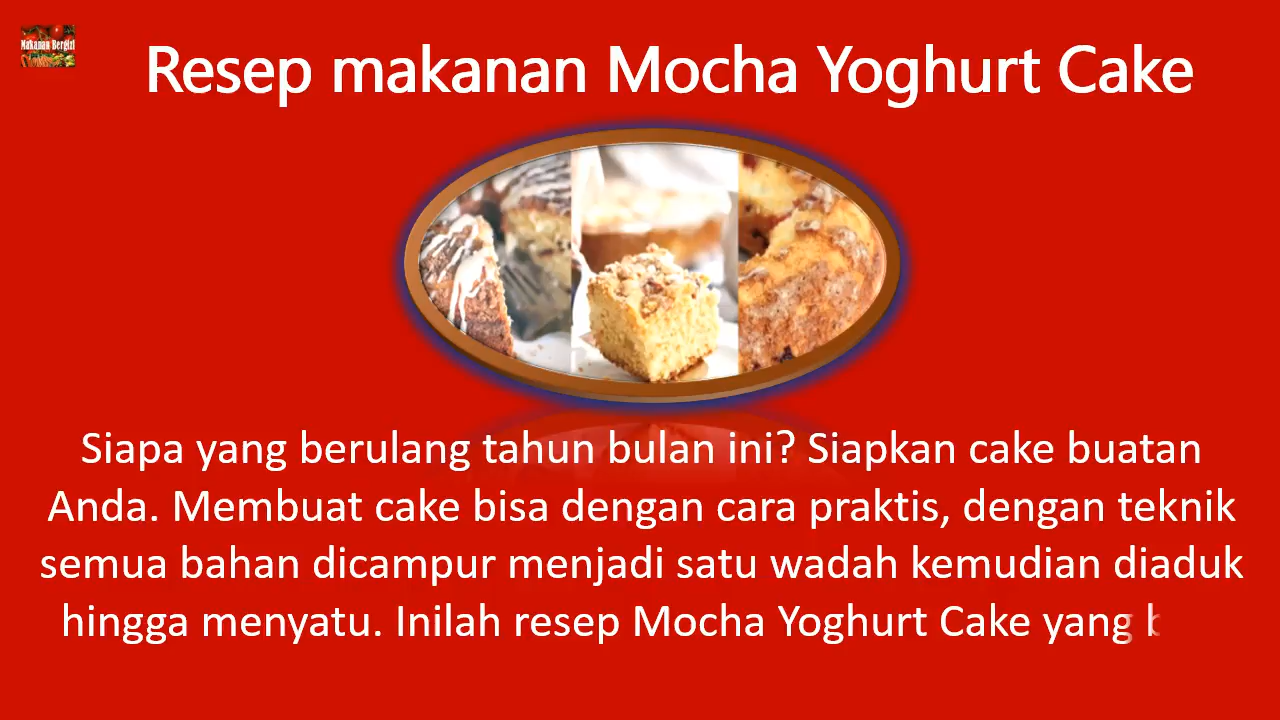 Makanan Bergizi
Resep makanan Mocha Yoghurt Cake
Siapa yang berulang tahun bulan ini? Siapkan cake buatan
Anda. Membuat cake bisa dengan cara praktis, dengan teknik
semua bahan dicampur menjadi satu wadah kemudian diaduk
hingga menyatu. Inilah resep Mocha Yoghurt Cake yang